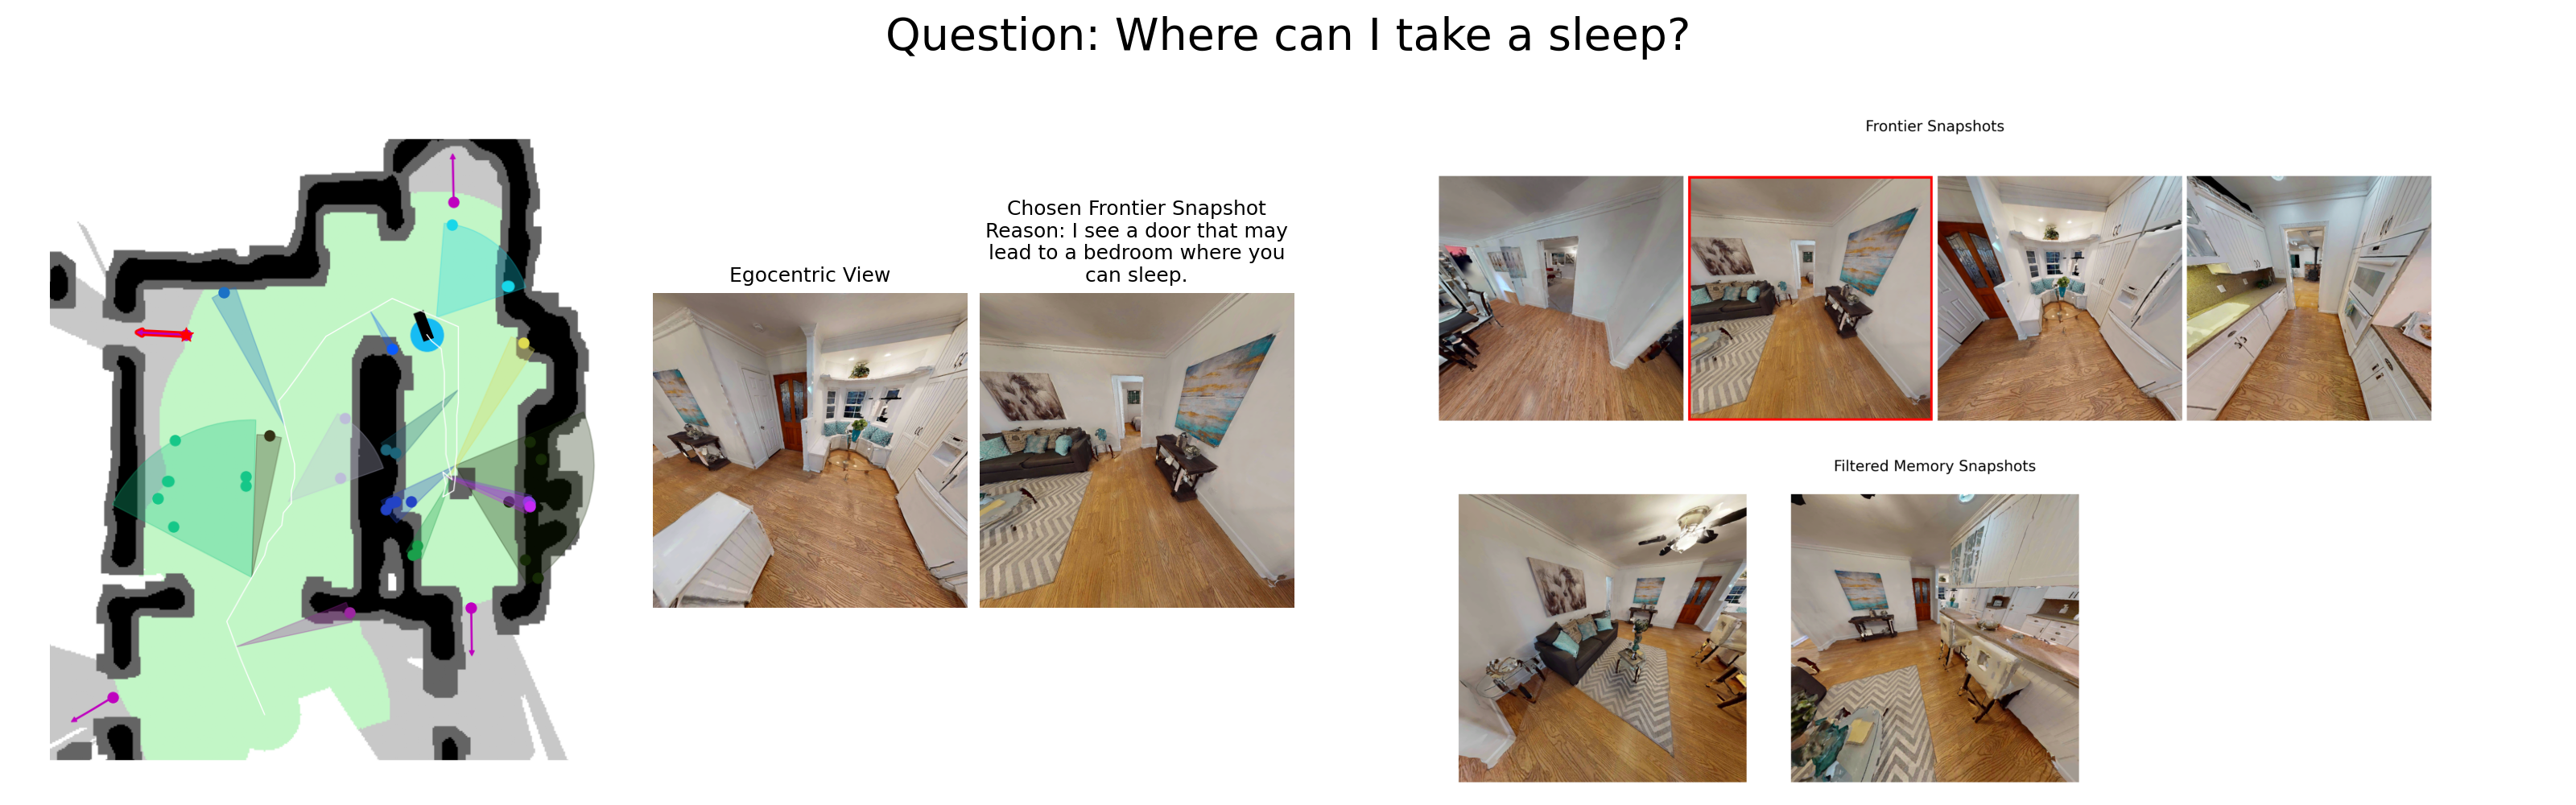 Question: Where can I take a sleep?
Frontier Snapshots
Chosen Frontier Snapshot
Reason: I see a door that may
lead to a bedroom where you
can sleep.
Egocentric View
Filtered Memory Snapshots